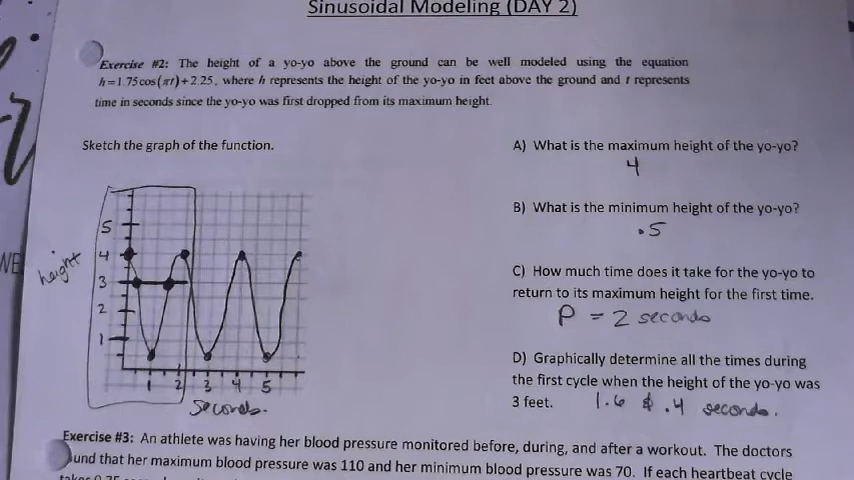 Sinusoidal Modeling (DAY 2)
Exercise #2: The height of a yo-yo above the ground can be well modeled using the equation
h=1.75cos(πt)+2.25, where h represents the height of the yo-yo in feet above the ground and t represents
time in seconds since the yo-yo was first dropped from its maximum height.
Sketch the graph of the function.
A) What is the maximum height of the yo-yo?
4
B) What is the minimum height of the yo-yo?
.5
C) How much time does it take for the yo-yo to
return to its maximum height for the first time.
P = 2 seconds
D) Graphically determine all the times during
the first cycle when the height of the yo-yo was
3 feet. 1.6 & .4 seconds.
height
5
4
3
2
1
1 2 3 4 5
seconds.
Exercise #3: An athlete was having her blood pressure monitored before, during, and after a workout. The doctors
found that her maximum blood pressure was 110 and her minimum blood pressure was 70. If each heartbeat cycle